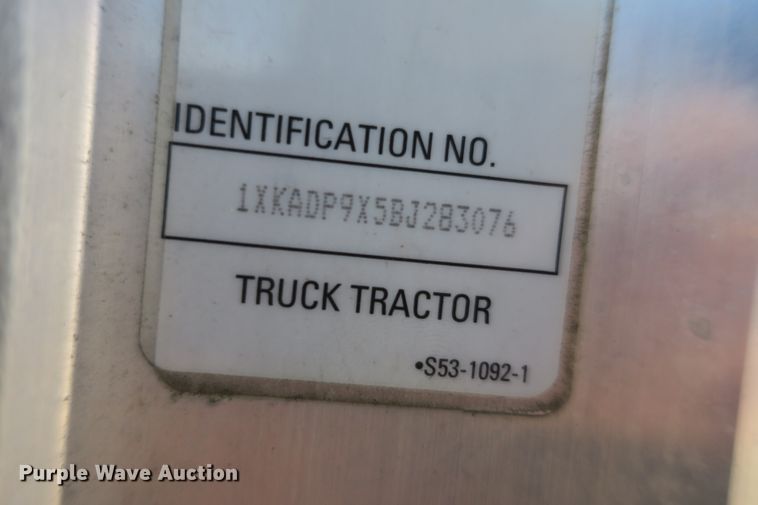 IDENTIFICATION NO.
1XKADP9X5BJ283076
TRUCK TRACTOR
•S53-1092-1
Purple Wave Auction